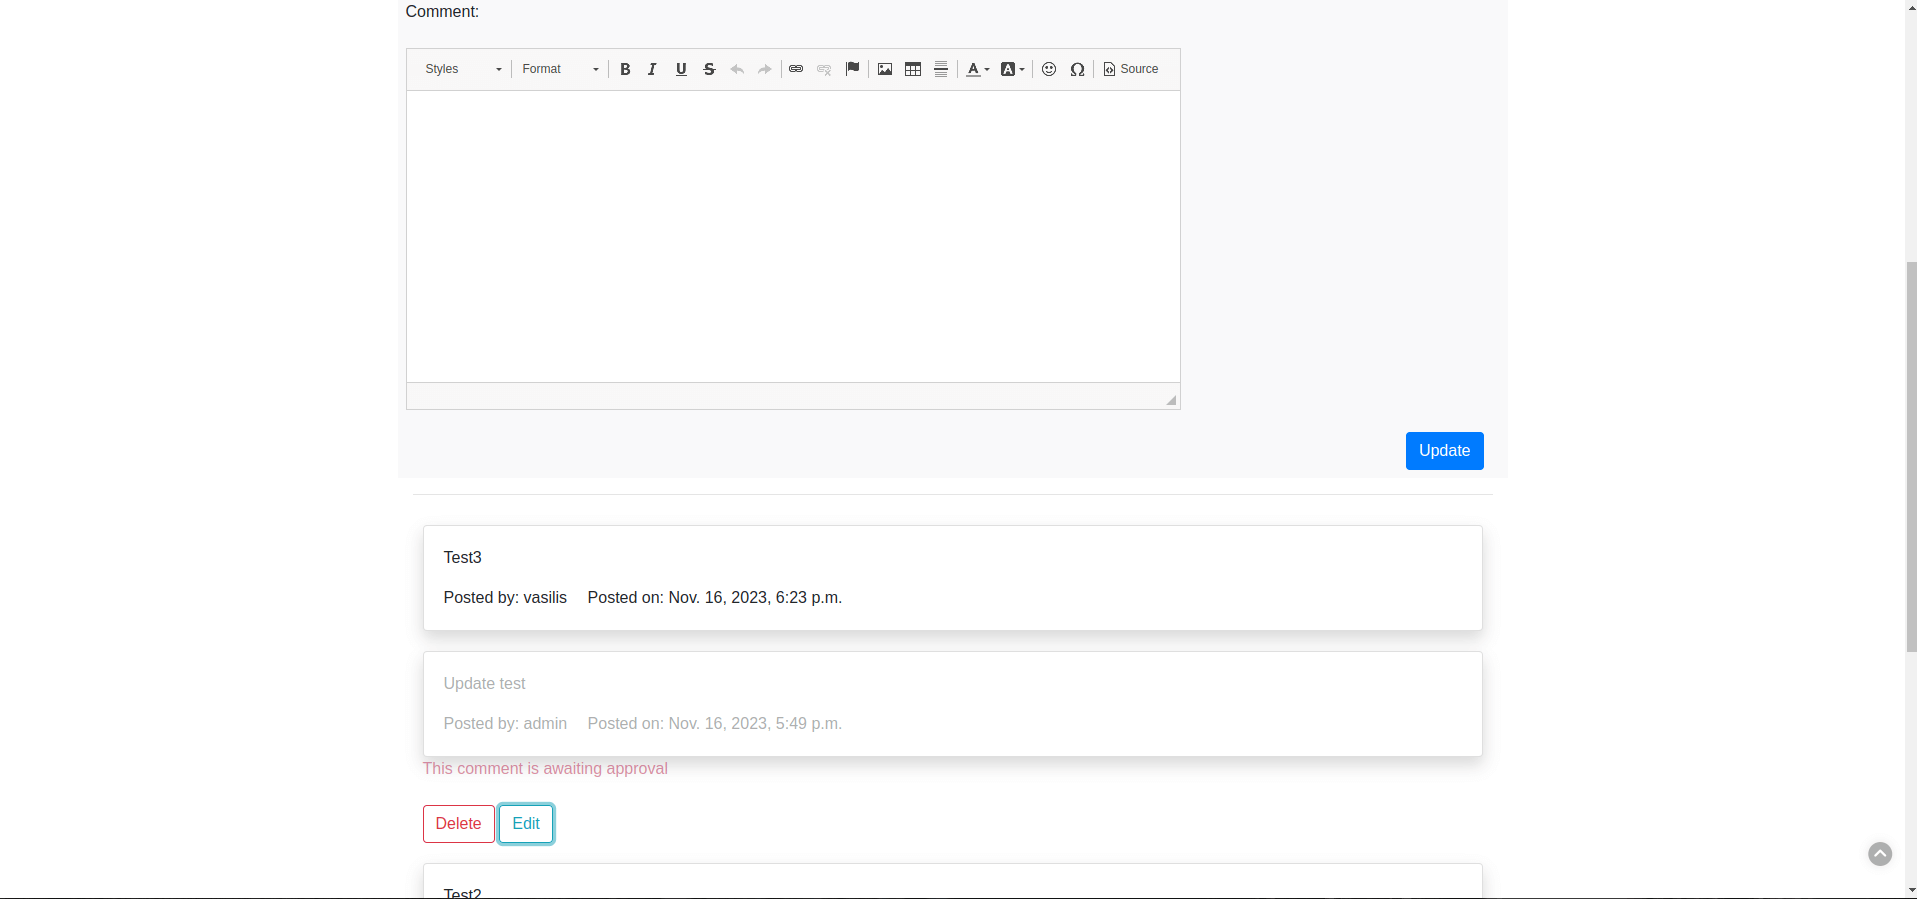 Comment:
Styles Format B I U S A A Ω Source
Update
Test3
Posted by: vasilis Posted on: Nov. 16, 2023, 6:23 p.m.
Update test
Posted by: admin Posted on: Nov. 16, 2023, 5:49 p.m.
This comment is awaiting approval
Delete Edit
Test2